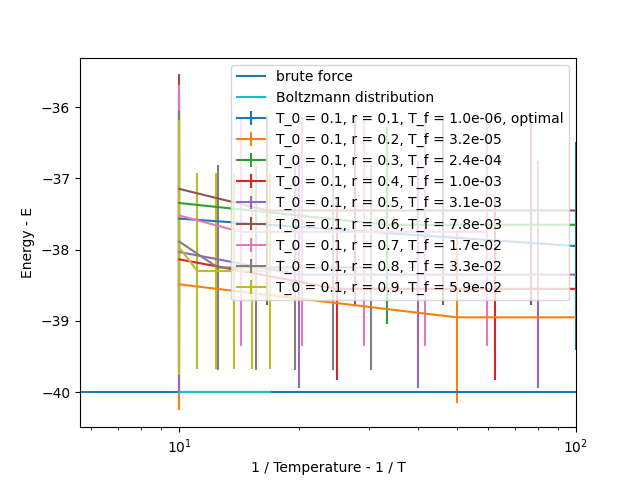 −36
−37
−38
−39
−40
Energy - E
brute force
Boltzmann distribution
T_0 = 0.1, r = 0.1, T_f = 1.0e-06, optimal
T_0 = 0.1, r = 0.2, T_f = 3.2e-05
T_0 = 0.1, r = 0.3, T_f = 2.4e-04
T_0 = 0.1, r = 0.4, T_f = 1.0e-03
T_0 = 0.1, r = 0.5, T_f = 3.1e-03
T_0 = 0.1, r = 0.6, T_f = 7.8e-03
T_0 = 0.1, r = 0.7, T_f = 1.7e-02
T_0 = 0.1, r = 0.8, T_f = 3.3e-02
T_0 = 0.1, r = 0.9, T_f = 5.9e-02
10¹ 10²
1 / Temperature - 1 / T